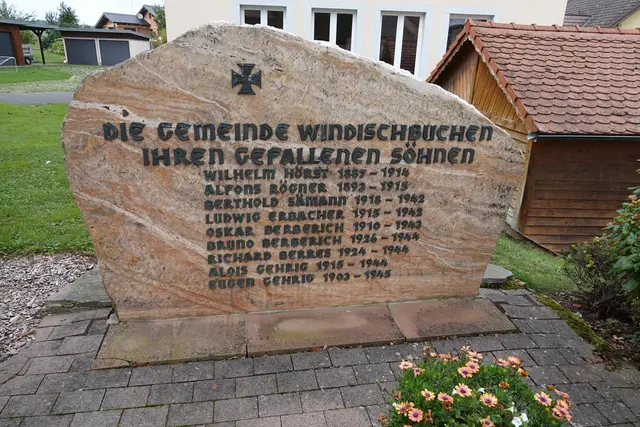 DIE GEMEINDE WINDISCHBUCHEN
IHREN GEFALLENEN SÖHNEN
WILHELM HÖRST 1887 - 1914
ALFONS RÖGNER 1893 - 1915
BERTHOLD SÄMANN 1918 - 1942
LUDWIG ERBACHER 1915 - 1942
OSKAR BERBERICH 1910 - 1943
BRUNO BERBERICH 1926 - 1944
RICHARD BERRES 1924 - 1944
ALOIS GEHRIG 1915 - 1944
EUGEN GEHRIG 1903 - 1945